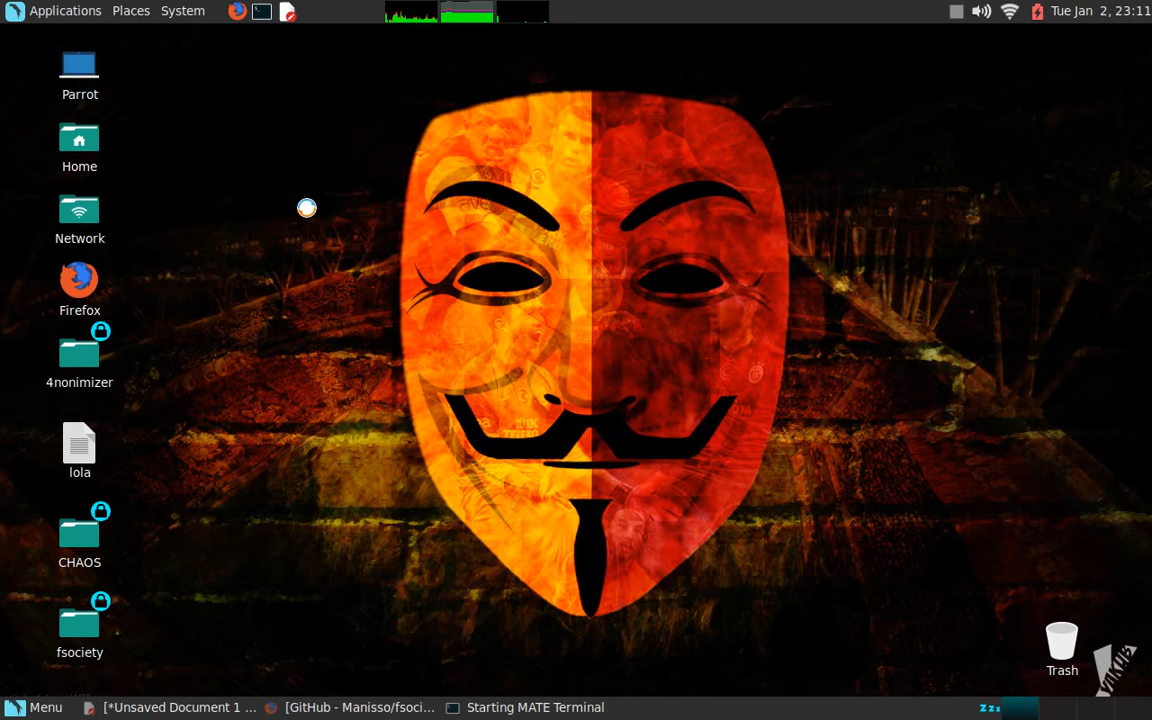 Applications Places System
Tue Jan 2, 23:11
Parrot
Home
Network
Firefox
4nonimizer
lola
CHAOS
fsociety
Trash
Menu
[*Unsaved Document 1 ...
[GitHub - Manisso/fsoci...
Starting MATE Terminal
zzz